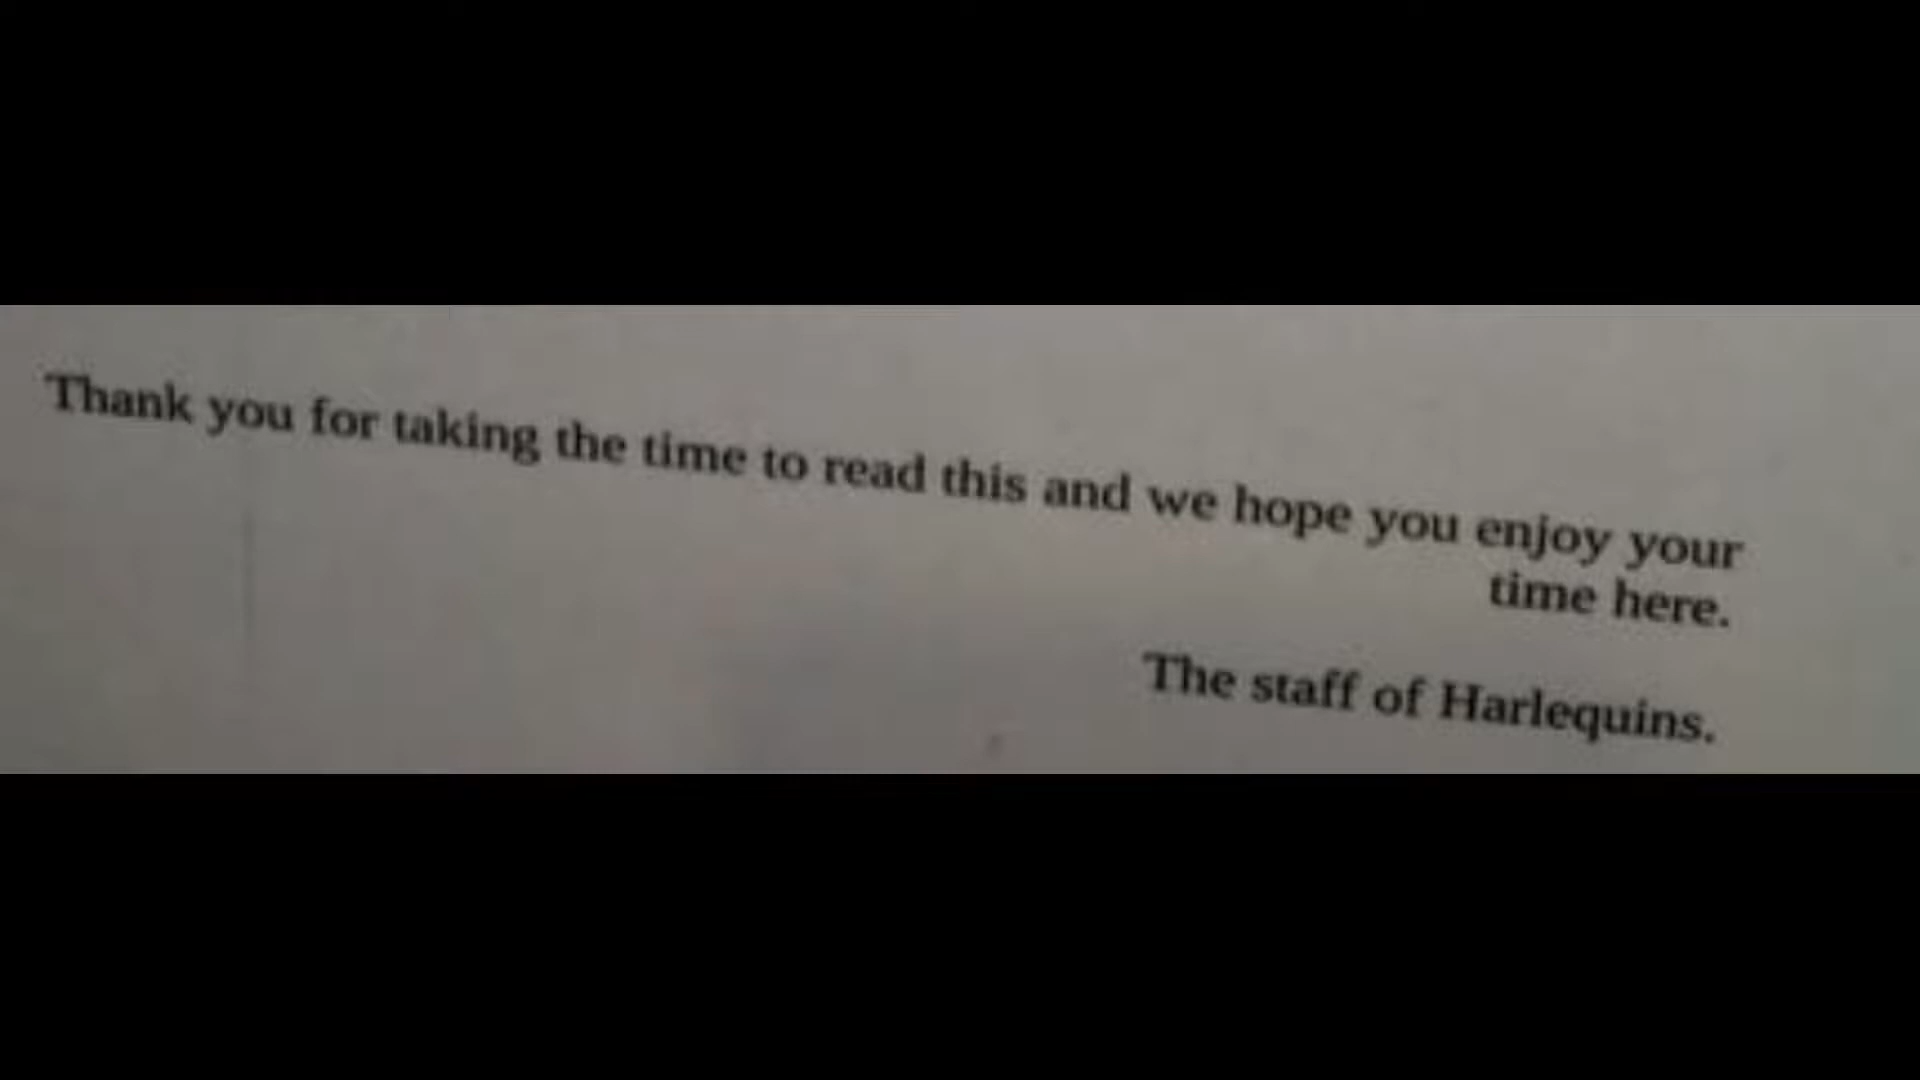 Thank you for taking the time to read this and we hope you enjoy your
time here.
The staff of Harlequins.